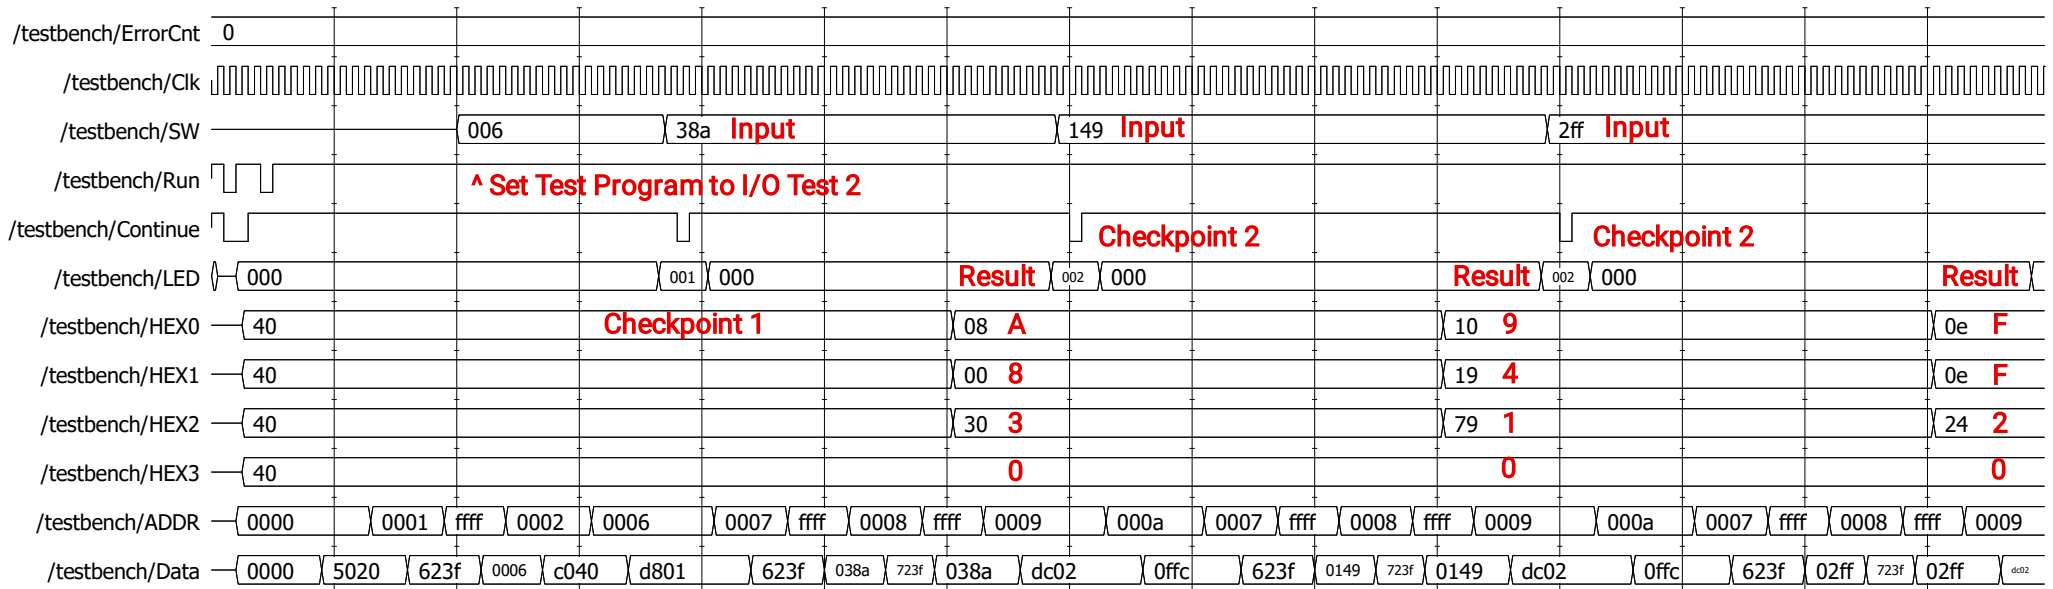 /testbench/ErrorCnt 0
/testbench/Clk
/testbench/SW 006 38a Input 149 Input 2ff Input
/testbench/Run ^ Set Test Program to I/O Test 2
/testbench/Continue Checkpoint 2 Checkpoint 2
/testbench/LED 000 001 000 Result 002 000 Result 002 000 Result
/testbench/HEX0 40 Checkpoint 1 08 A 10 9 0e F
/testbench/HEX1 40 00 8 19 4 0e F
/testbench/HEX2 40 30 3 79 1 24 2
/testbench/HEX3 40 0 0 0
/testbench/ADDR 0000 0001 ffff 0002 0006 0007 ffff 0008 ffff 0009 000a 0007 ffff 0008 ffff 0009 000a 0007 ffff 0008 ffff 0009
/testbench/Data 0000 5020 623f 0006 c040 d801 623f 038a 723f 038a dc02 0ffc 623f 0149 723f 0149 dc02 0ffc 623f 02ff 723f 02ff dc02